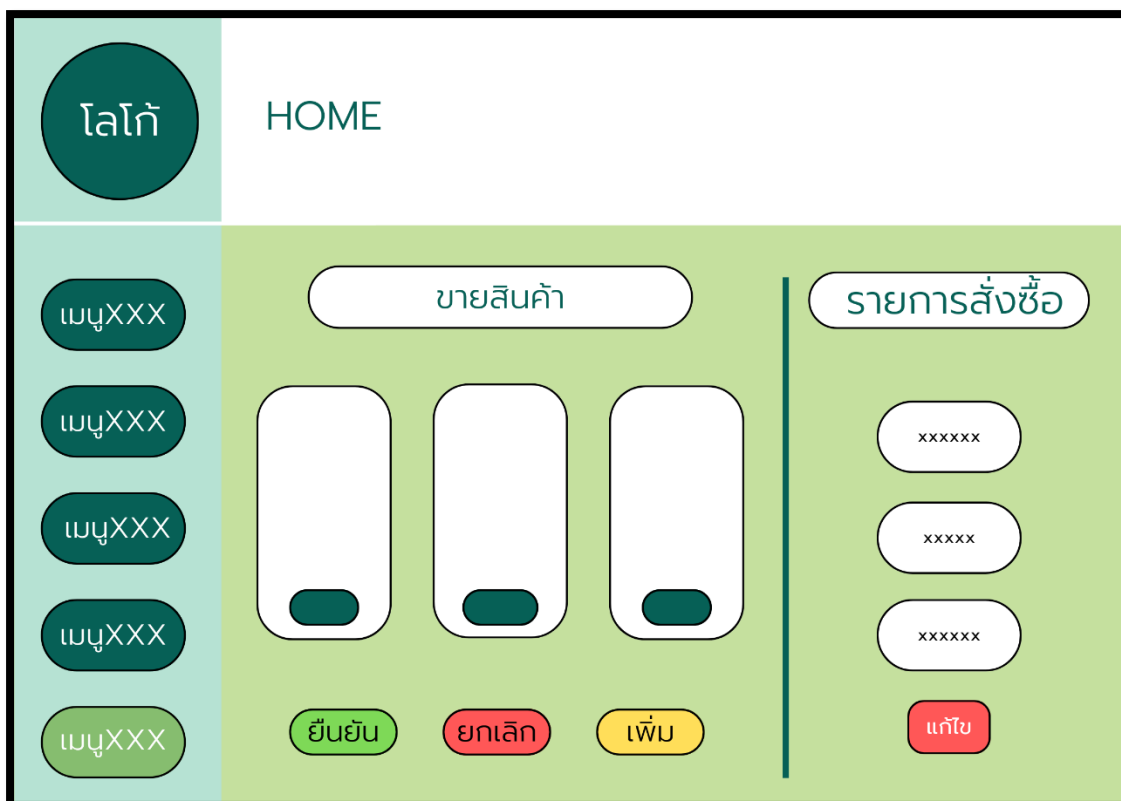 โลโก้
HOME
เมนูXXX
เมนูXXX
เมนูXXX
เมนูXXX
เมนูXXX
ขายสินค้า
ยืนยัน
ยกเลิก
เพิ่ม
รายการสั่งซื้อ
xxxxxx
xxxxx
xxxxxx
แก้ไข